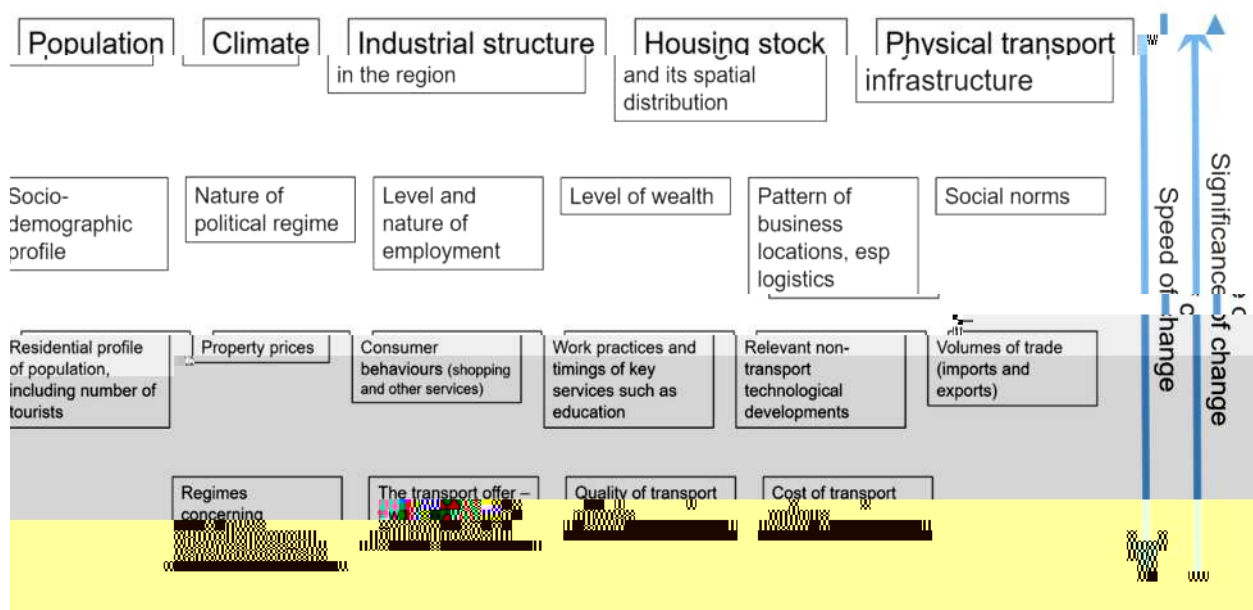 Population
Climate
Industrial structure
in the region
Housing stock
and its spatial
distribution
Physical transport
infrastructure
Socio-
demographic
profile
Nature of
political regime
Level and
nature of
employment
Level of wealth
Pattern of
business
locations, esp
logistics
Social norms
Residential profile
of population,
including number of
tourists
Property prices
Consumer
behaviours (shopping
and other services)
Work practices and
timings of key
services such as
education
Relevant non-
transport
technological
developments
Volumes of trade
(imports and
exports)
Regimes
concerning
The transport offer –
Quality of transport
Cost of transport
Speed of change
Significance of change